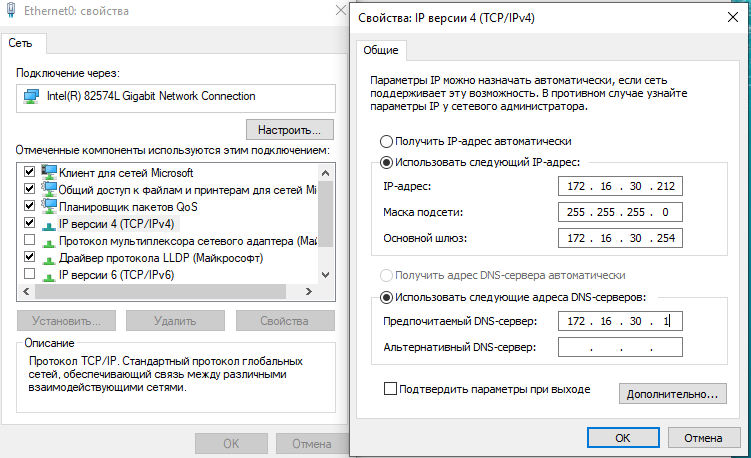 Ethernet0: свойства
Сеть
Подключение через:
Intel(R) 82574L Gigabit Network Connection
Настроить...
Отмеченные компоненты используются этим подключением:
Клиент для сетей Microsoft
Общий доступ к файлам и принтерам для сетей Mi
Планировщик пакетов QoS
IP версии 4 (TCP/IPv4)
Протокол мультиплексора сетевого адаптера (Май
Драйвер протокола LLDP (Майкрософт)
IP версии 6 (TCP/IPv6)
Установить...
Удалить
Свойства
Описание
Протокол TCP/IP. Стандартный протокол глобальных
сетей, обеспечивающий связь между различными
взаимодействующими сетями.
ОК
Отмена
Свойства: IP версии 4 (TCP/IPv4)
Общие
Параметры IP можно назначать автоматически, если сеть
поддерживает эту возможность. В противном случае узнайте
параметры IP у сетевого администратора.
Получить IP-адрес автоматически
Использовать следующий IP-адрес:
IP-адрес: 172 . 16 . 30 . 212
Маска подсети: 255 . 255 . 255 . 0
Основной шлюз: 172 . 16 . 30 . 254
Получить адрес DNS-сервера автоматически
Использовать следующие адреса DNS-серверов:
Предпочитаемый DNS-сервер: 172 . 16 . 30 . 1
Альтернативный DNS-сервер: . . .
Подтвердить параметры при выходе
Дополнительно...
ОК
Отмена